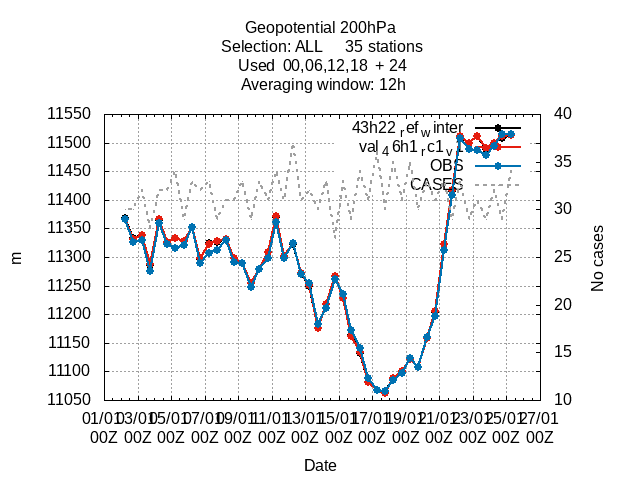 Geopotential 200hPa
Selection: ALL 35 stations
Used 00,06,12,18 + 24
Averaging window: 12h
43h22_ref_winter
val_46h1_rc1_v1
OBS
CASES
11550
11500
11450
11400
11350
11300
11250
11200
11150
11100
11050
m
40
35
30
25
20
15
10
No cases
01/01 03/01 05/01 07/01 09/01 11/01 13/01 15/01 17/01 19/01 21/01 23/01 25/01 27/01
00Z 00Z 00Z 00Z 00Z 00Z 00Z 00Z 00Z 00Z 00Z 00Z 00Z 00Z
Date